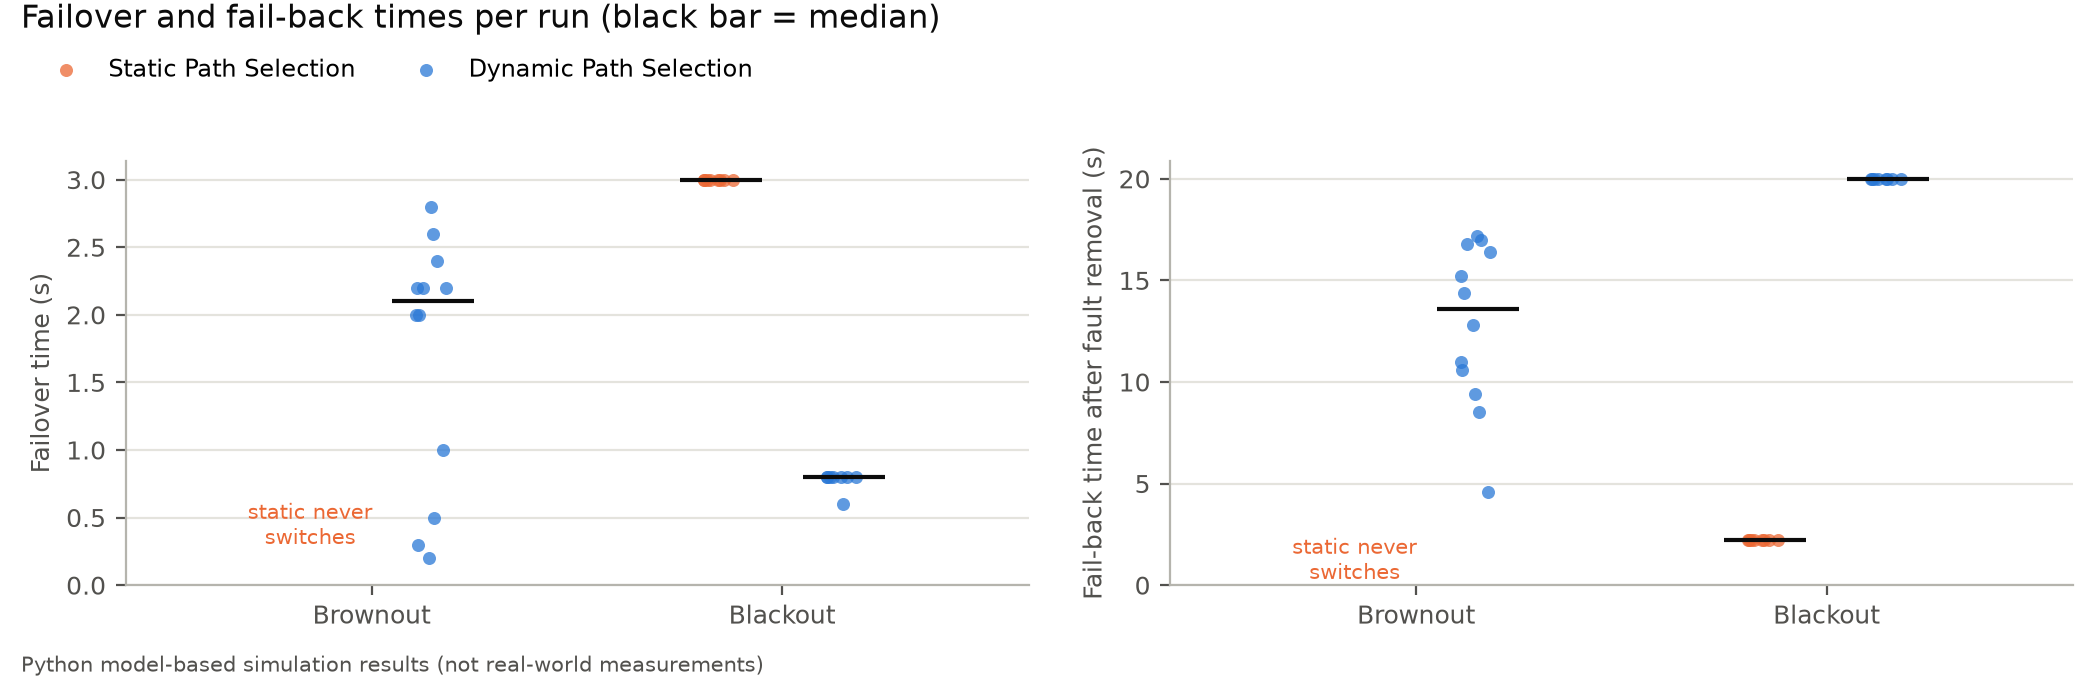 Failover and fail-back times per run (black bar = median)
Static Path Selection
Dynamic Path Selection
Failover time (s)
3.0
2.5
2.0
1.5
1.0
0.5
0.0
static never
switches
Brownout
Blackout
Fail-back time after fault removal (s)
20
15
10
5
0
static never
switches
Brownout
Blackout
Python model-based simulation results (not real-world measurements)